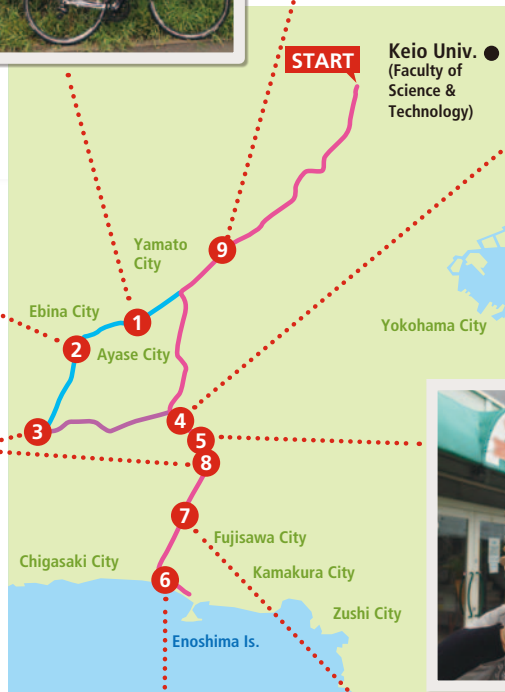 START
Keio Univ.
(Faculty of
Science &
Technology)
9
Yamato
City
Ebina City
1
Yokohama City
2
Ayase City
4
3
5
8
7
Fujisawa City
Chigasaki City
Kamakura City
6
Zushi City
Enoshima Is.